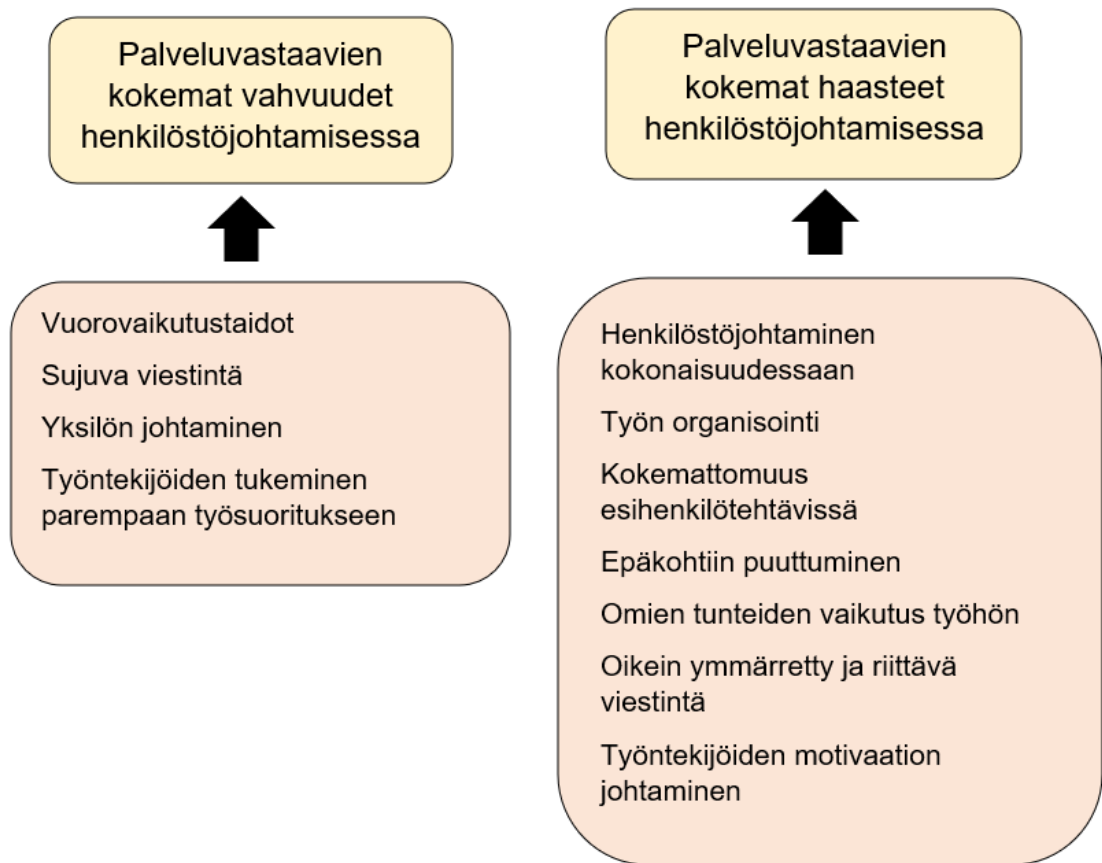 Palveluvastaavien
kokemat vahvuudet
henkilöstöjohtamisessa
Vuorovaikutustaidot
Sujuva viestintä
Yksilön johtaminen
Työntekijöiden tukeminen
parempaan työsuoritukseen
Palveluvastaavien
kokemat haasteet
henkilöstöjohtamisessa
Henkilöstöjohtaminen
kokonaisuudessaan
Työn organisointi
Kokemattomuus
esihenkilötehtävissä
Epäkohtiin puuttuminen
Omien tunteiden vaikutus työhön
Oikein ymmärretty ja riittävä
viestintä
Työntekijöiden motivaation
johtaminen